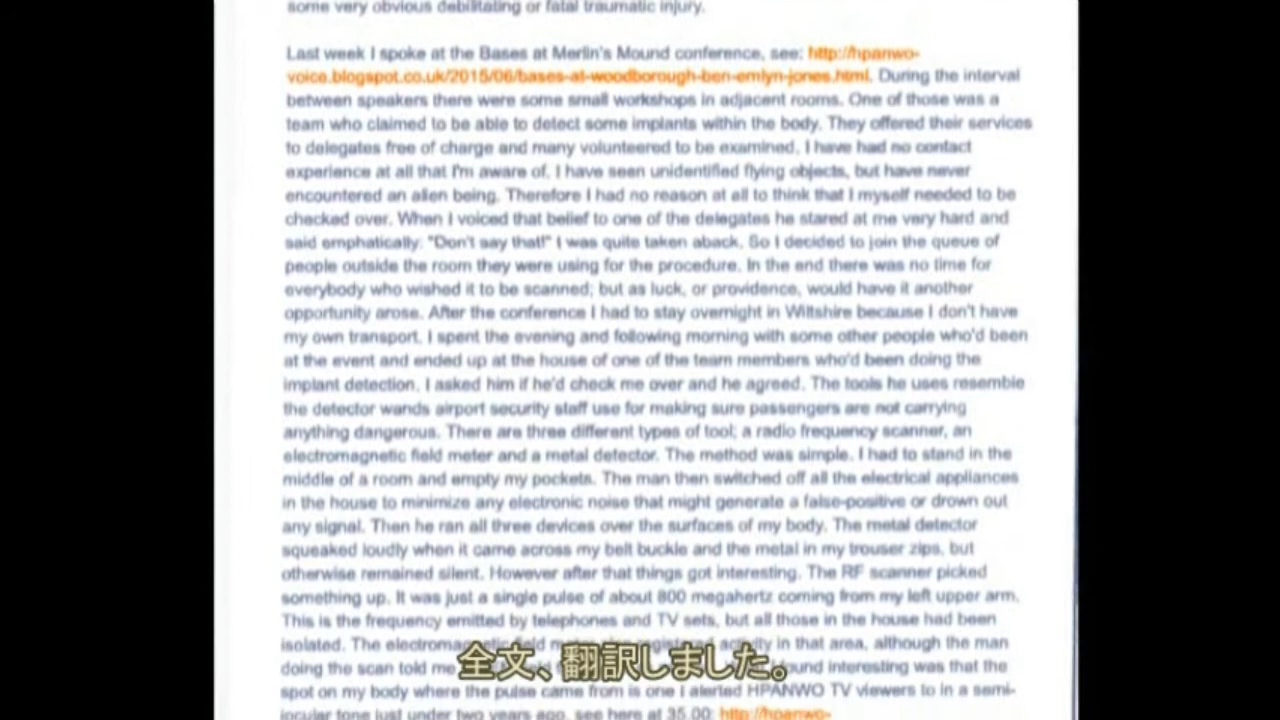 some very obvious debilitating or fatal traumatic injury.
Last week I spoke at the Bases at Merlin's Mound conference, see: http://hpanwo-
voice.blogspot.co.uk/2015/06/bases-at-woodborough-ben-emlyn-jones.html. During the interval
between speakers there were some small workshops in adjacent rooms. One of those was a
team who claimed to be able to detect some implants within the body. They offered their services
to delegates free of charge and many volunteered to be examined. I have had no contact
experience at all that I'm aware of. I have seen unidentified flying objects, but have never
encountered an alien being. Therefore I had no reason at all to think that I myself needed to be
checked over. When I voiced that belief to one of the delegates he stared at me very hard and
said emphatically: "Don't say that!" I was quite taken aback. So I decided to join the queue of
people outside the room they were using for the procedure. In the end there was no time for
everybody who wished it to be scanned; but as luck, or providence, would have it another
opportunity arose. After the conference I had to stay overnight in Wiltshire because I don't have
my own transport. I spent the evening and following morning with some other people who'd been
at the event and ended up at the house of one of the team members who'd been doing the
implant detection. I asked him if he'd check me over and he agreed. The tools he uses resemble
the detector wands airport security staff use for making sure passengers are not carrying
anything dangerous. There are three different types of tool; a radio frequency scanner, an
electromagnetic field meter and a metal detector. The method was simple. I had to stand in the
middle of a room and empty my pockets. The man then switched off all the electrical appliances
in the house to minimize any electronic noise that might generate a false-positive or drown out
any signal. Then he ran all three devices over the surfaces of my body. The metal detector
squeaked loudly when it came across my belt buckle and the metal in my trouser zips, but
otherwise remained silent. However after that things got interesting. The RF scanner picked
something up. It was just a single pulse of about 800 megahertz coming from my left upper arm.
This is the frequency emitted by telephones and TV sets, but all those in the house had been
isolated. The electromagnetic field registered activity in that area, although the man
doing the scan told me found interesting was that the
spot on my body where the pulse came from is one I alerted HPANWO TV viewers to in a semi-
jocular tone just under two years ago, see here at 35.00: http://hpanwo-
全文、翻訳しました。